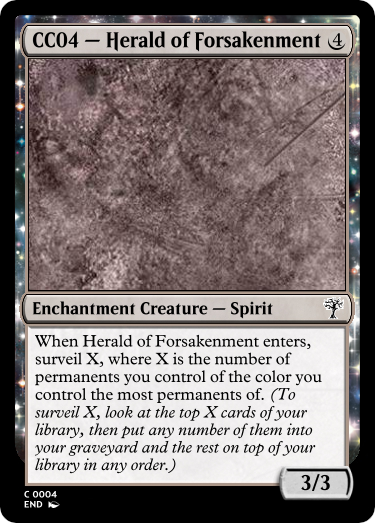 CC04 — Herald of Forsakenment 4
Enchantment Creature — Spirit
When Herald of Forsakenment enters,
surveil X, where X is the number of
permanents you control of the color you
control the most permanents of. (To
surveil X, look at the top X cards of your
library, then put any number of them into
your graveyard and the rest on top of your
library in any order.)
3/3
C 0004
END